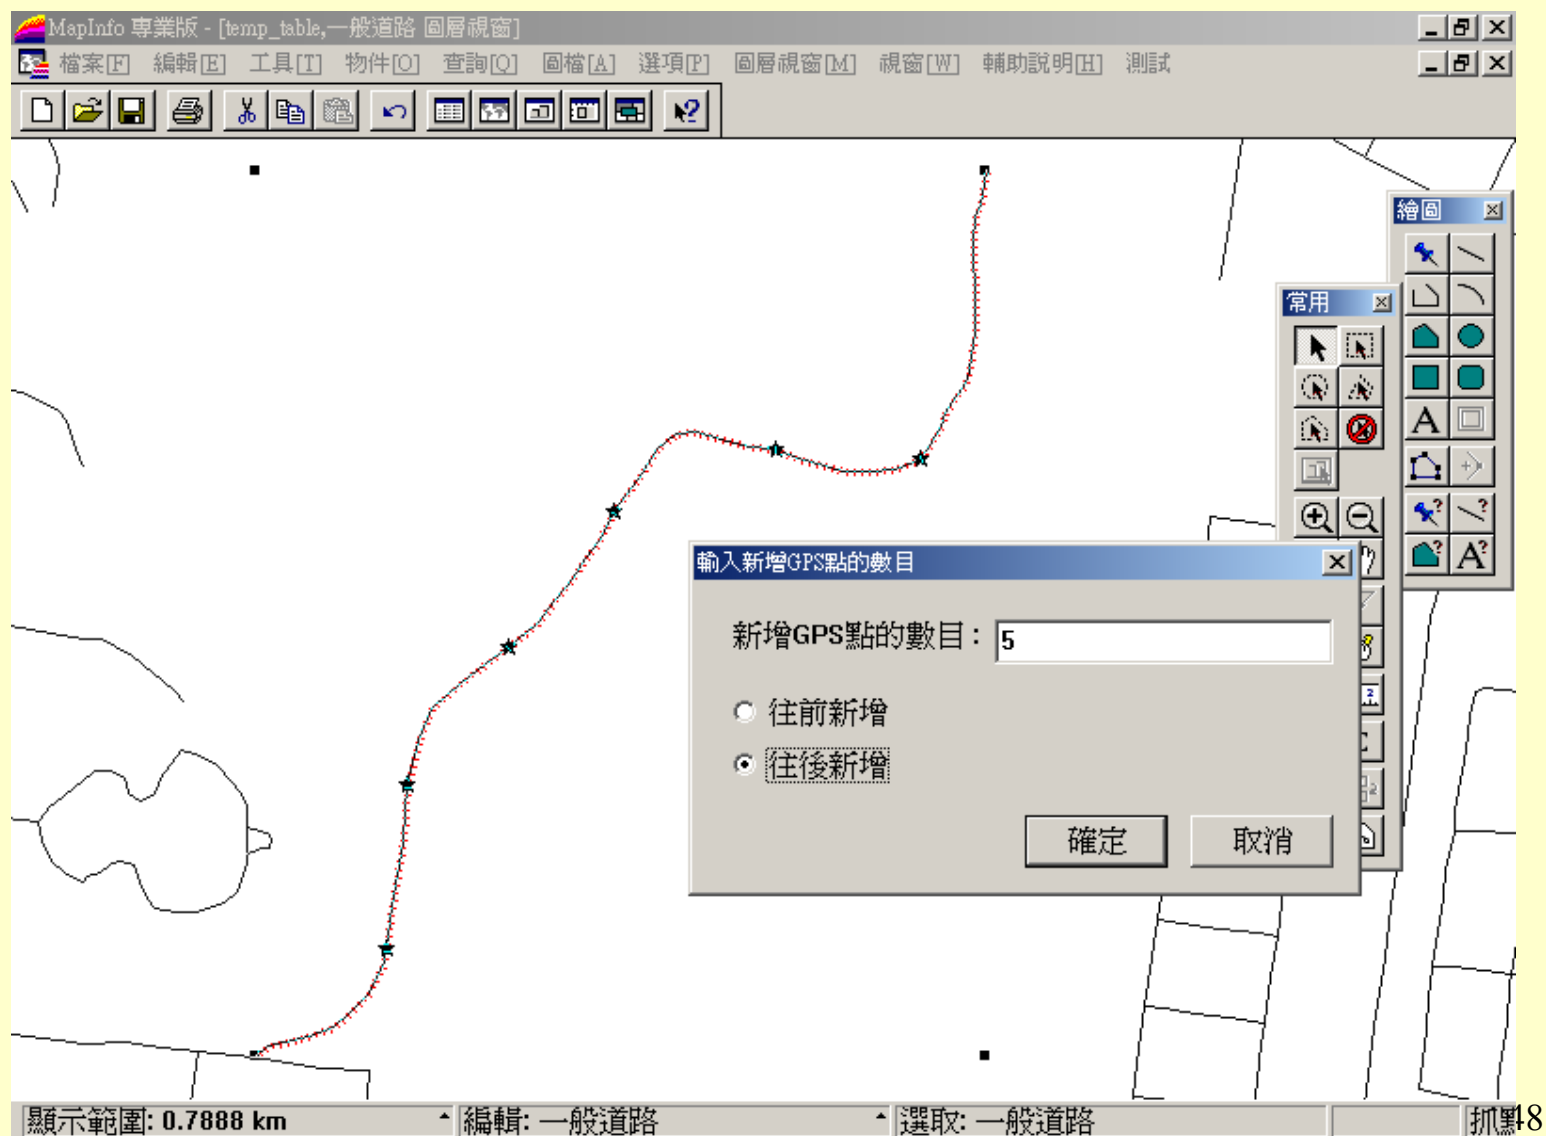 MapInfo 專業版 - [temp_table,一般道路 圖層視窗]
檔案[F] 編輯[E] 工具[T] 物件[O] 查詢[Q] 圖檔[A] 選項[P] 圖層視窗[M] 視窗[W] 輔助說明[H] 測試
繪圖
常用
輸入新增GPS點的數目
新增GPS點的數目: 5
往前新增
往後新增
確定 取消
顯示範圍: 0.7888 km 編輯: 一般道路 選取: 一般道路 抓點
48